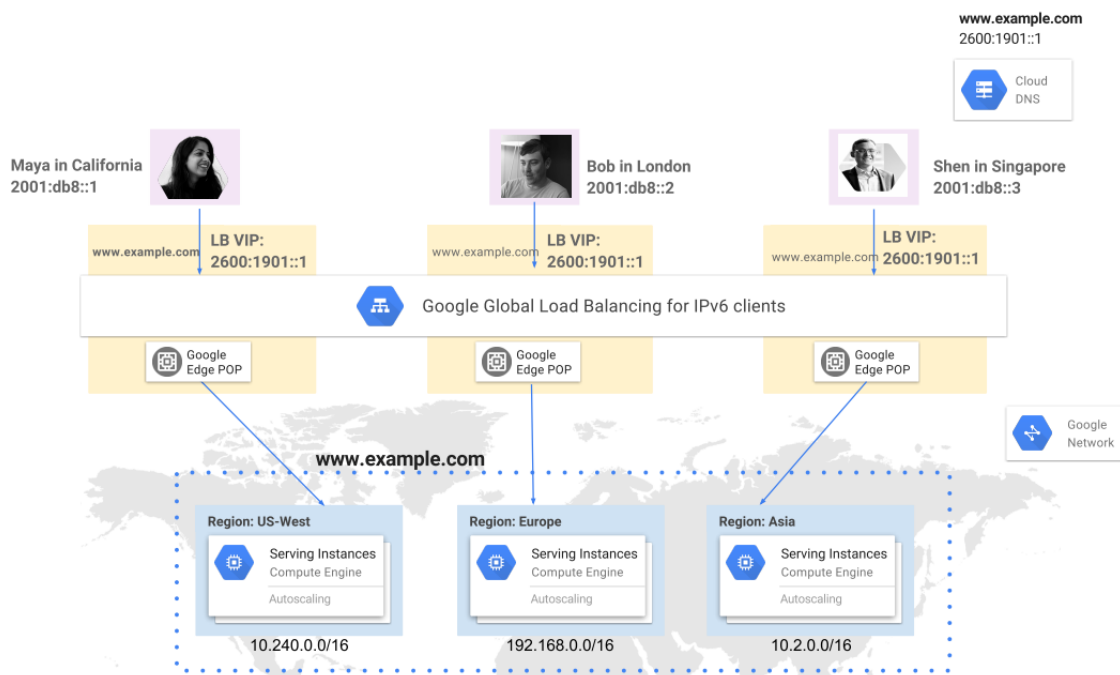 www.example.com
2600:1901::1
Cloud
DNS
Maya in California
2001:db8::1
Bob in London
2001:db8::2
Shen in Singapore
2001:db8::3
www.example.com
LB VIP:
2600:1901::1
www.example.com
LB VIP:
2600:1901::1
www.example.com
LB VIP:
2600:1901::1
Google Global Load Balancing for IPv6 clients
Google
Edge POP
Google
Edge POP
Google
Edge POP
Google
Network
www.example.com
Region: US-West
Serving Instances
Compute Engine
Autoscaling
10.240.0.0/16
Region: Europe
Serving Instances
Compute Engine
Autoscaling
192.168.0.0/16
Region: Asia
Serving Instances
Compute Engine
Autoscaling
10.2.0.0/16